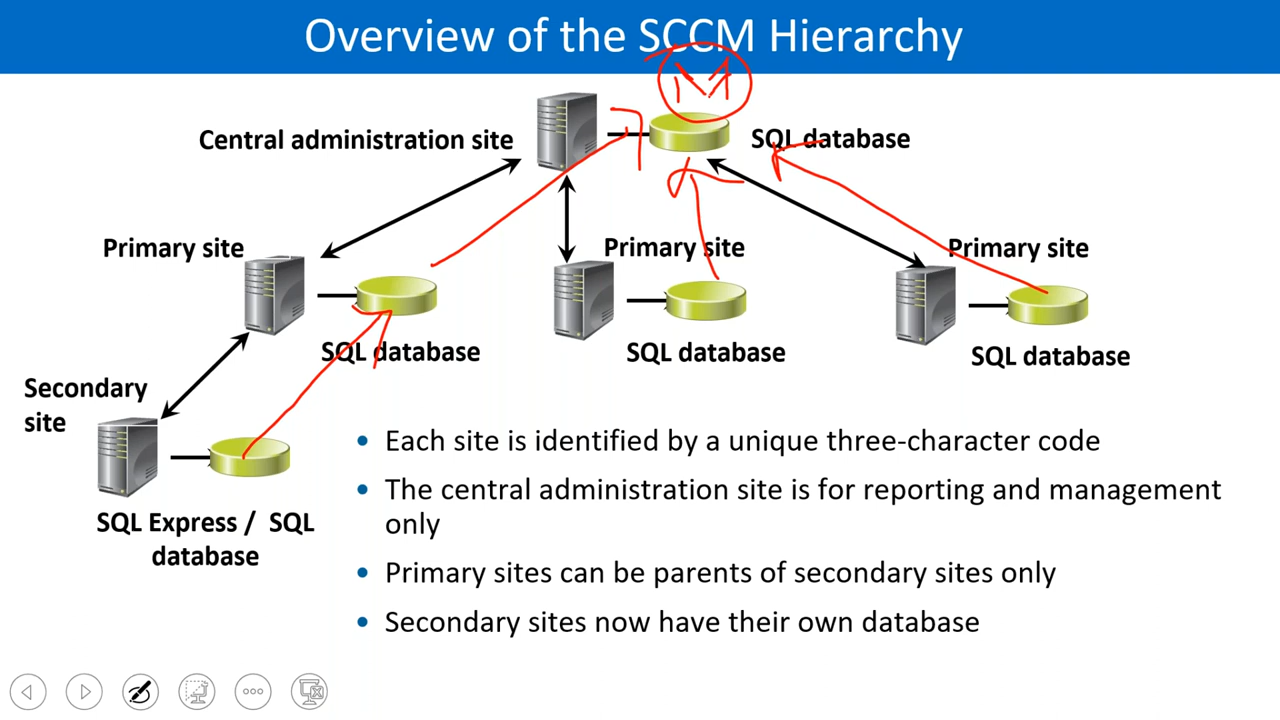 Overview of the SCCM Hierarchy
M
Central administration site
SQL database
Primary site
Primary site
Primary site
SQL database
SQL database
SQL database
Secondary
site
SQL Express / SQL
database
• Each site is identified by a unique three-character code
• The central administration site is for reporting and management
only
• Primary sites can be parents of secondary sites only
• Secondary sites now have their own database